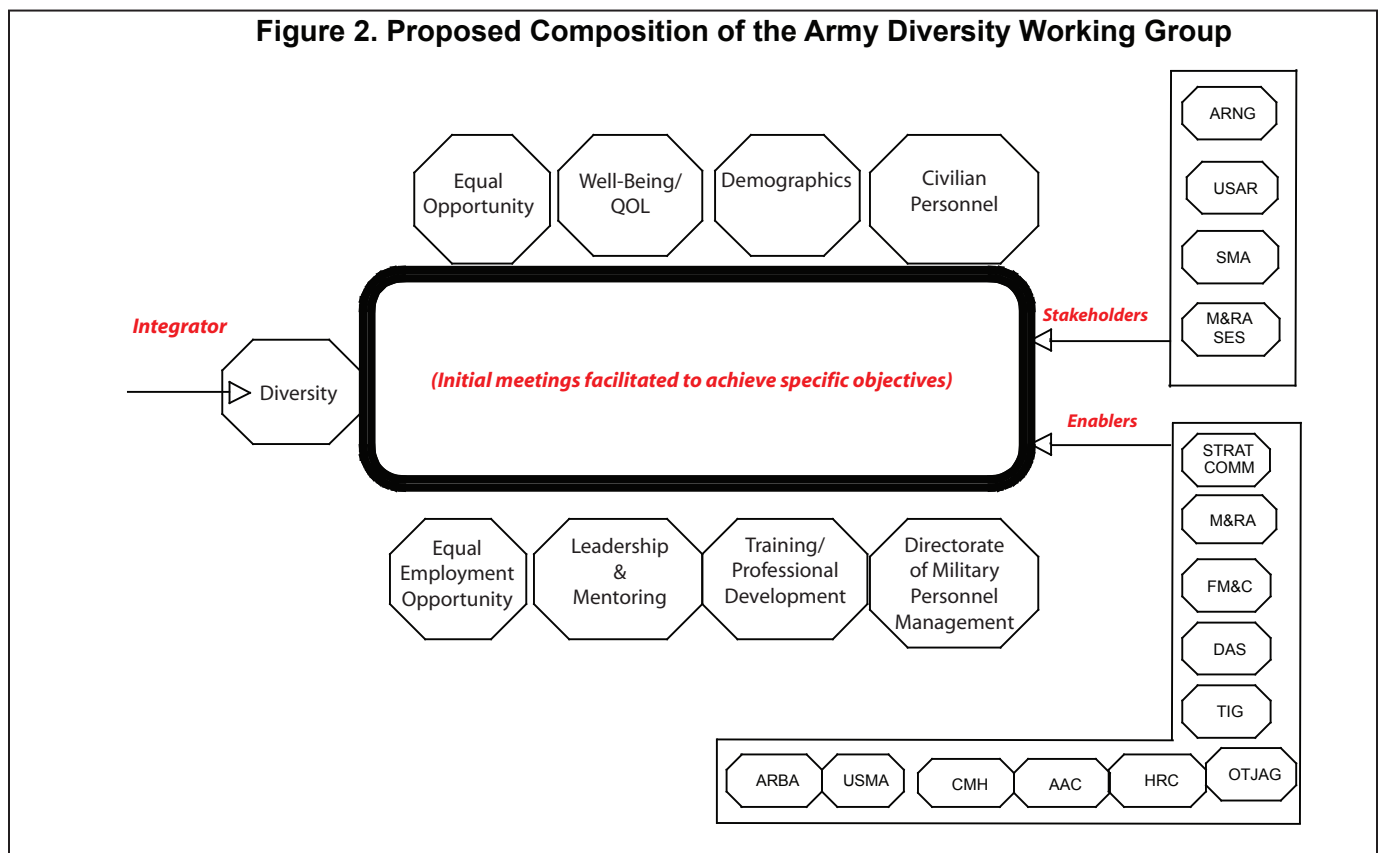 Figure 2. Proposed Composition of the Army Diversity Working Group
Equal
Opportunity
Well-Being/
QOL
Demographics
Civilian
Personnel
ARNG
USAR
SMA
M&RA
SES
Integrator
Diversity
(Initial meetings facilitated to achieve specific objectives)
Stakeholders
Enablers
STRAT
COMM
M&RA
FM&C
DAS
TIG
Equal
Employment
Opportunity
Leadership
&
Mentoring
Training/
Professional
Development
Directorate
of Military
Personnel
Management
ARBA
USMA
CMH
AAC
HRC
OTJAG